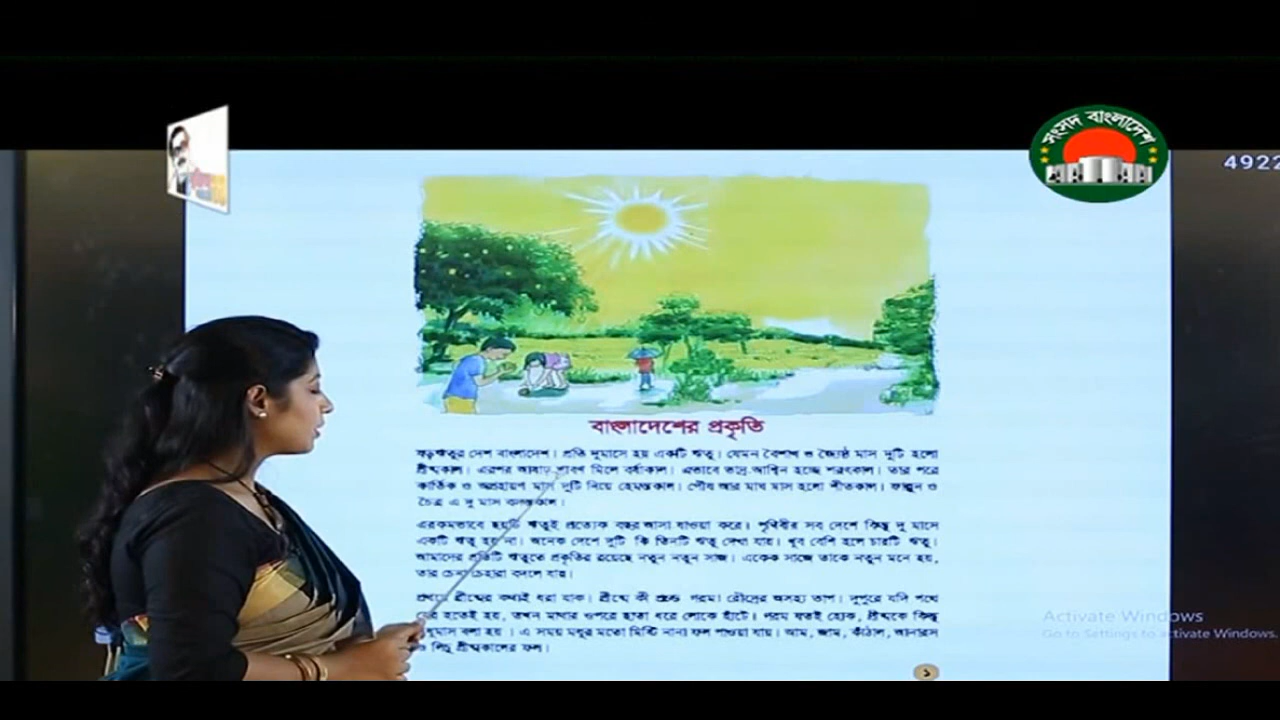 সংসদ বাংলাদেশ
4922
বাংলাদেশের প্রকৃতি
ষড়ঋতুর দেশ বাংলাদেশ। প্রতি দুমাসে হয় একটি ঋতু। যেমন বৈশাখ ও জ্যৈষ্ঠ মাস দুটি হলো
গ্রীষ্মকাল। এরপর আষাঢ় শ্রাবণ মিলে বর্ষাকাল। এভাবে ভাদ্র-আশ্বিন হচ্ছে শরৎকাল। তার পরে
কার্তিক ও অগ্রহায়ণ মাস দুটি নিয়ে হেমন্তকাল। পৌষ আর মাঘ মাস হলো শীতকাল। ফাল্গুন ও
চৈত্র এ দু মাস বসন্তকাল।
এরকমভাবে ছয়টি ঋতুই প্রত্যেক বছর আসা যাওয়া করে। পৃথিবীর সব দেশে কিন্তু দু মাসে
একটি ঋতু হয় না। অনেক দেশে দুটি কি তিনটি ঋতু দেখা যায়। খুব বেশি হলে চারটি ঋতু।
আমাদের প্রতিটি ঋতুতে প্রকৃতির রয়েছে নতুন নতুন সাজ। একেক সাজে তাকে নতুন মনে হয়,
তার চেনা চেহারা বদলে যায়।
প্রথমে গ্রীষ্মের কথাই ধরা যাক। গ্রীষ্মে কী প্রচণ্ড গরম! রৌদ্রের অসহ্য তাপ। দুপুরে যদি পথে
বের হতেই হয়, তখন মাথার ওপরে ছাতা ধরে লোকে হাঁটে। গরম যতই হোক, গ্রীষ্মকে কিন্তু
মধুমাস বলা হয়। এ সময় মধুর মতো মিষ্টি নানা ফল পাওয়া যায়। আম, জাম, কাঁঠাল, আনারস
ও লিচু গ্রীষ্মকালের ফল।
১
Activate Windows
Go to Settings to activate Windows.